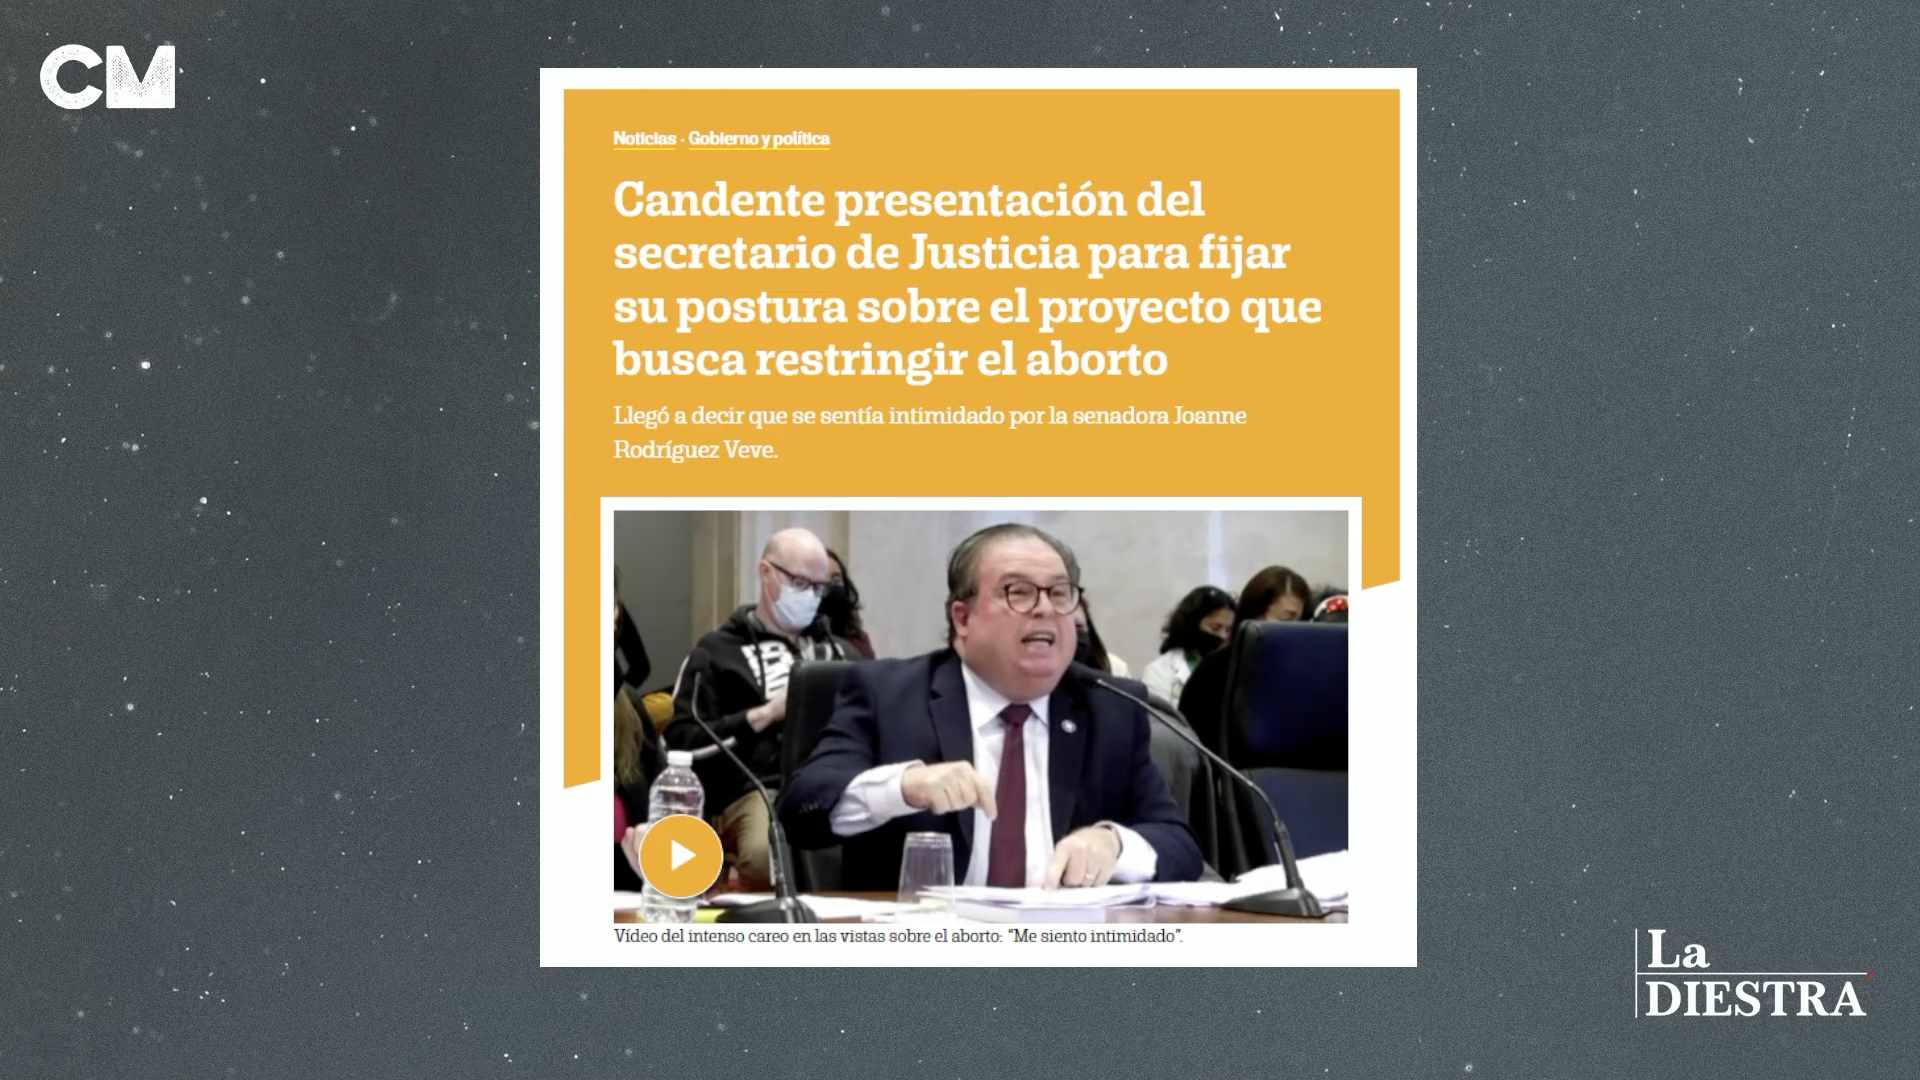 CM
Noticias · Gobierno y política
Candente presentación del
secretario de Justicia para fijar
su postura sobre el proyecto que
busca restringir el aborto
Llegó a decir que se sentía intimidado por la senadora Joanne
Rodríguez Veve.
Vídeo del intenso careo en las vistas sobre el aborto: “Me siento intimidado”.
La
DIESTRA